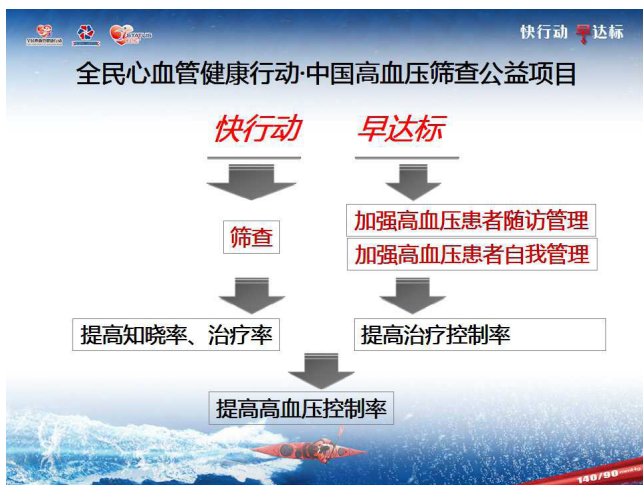 快行动 早达标
全民心血管健康行动·中国高血压筛查公益项目
快行动 早达标
筛查
加强高血压患者随访管理
加强高血压患者自我管理
提高知晓率、治疗率
提高治疗控制率
提高高血压控制率
140/90